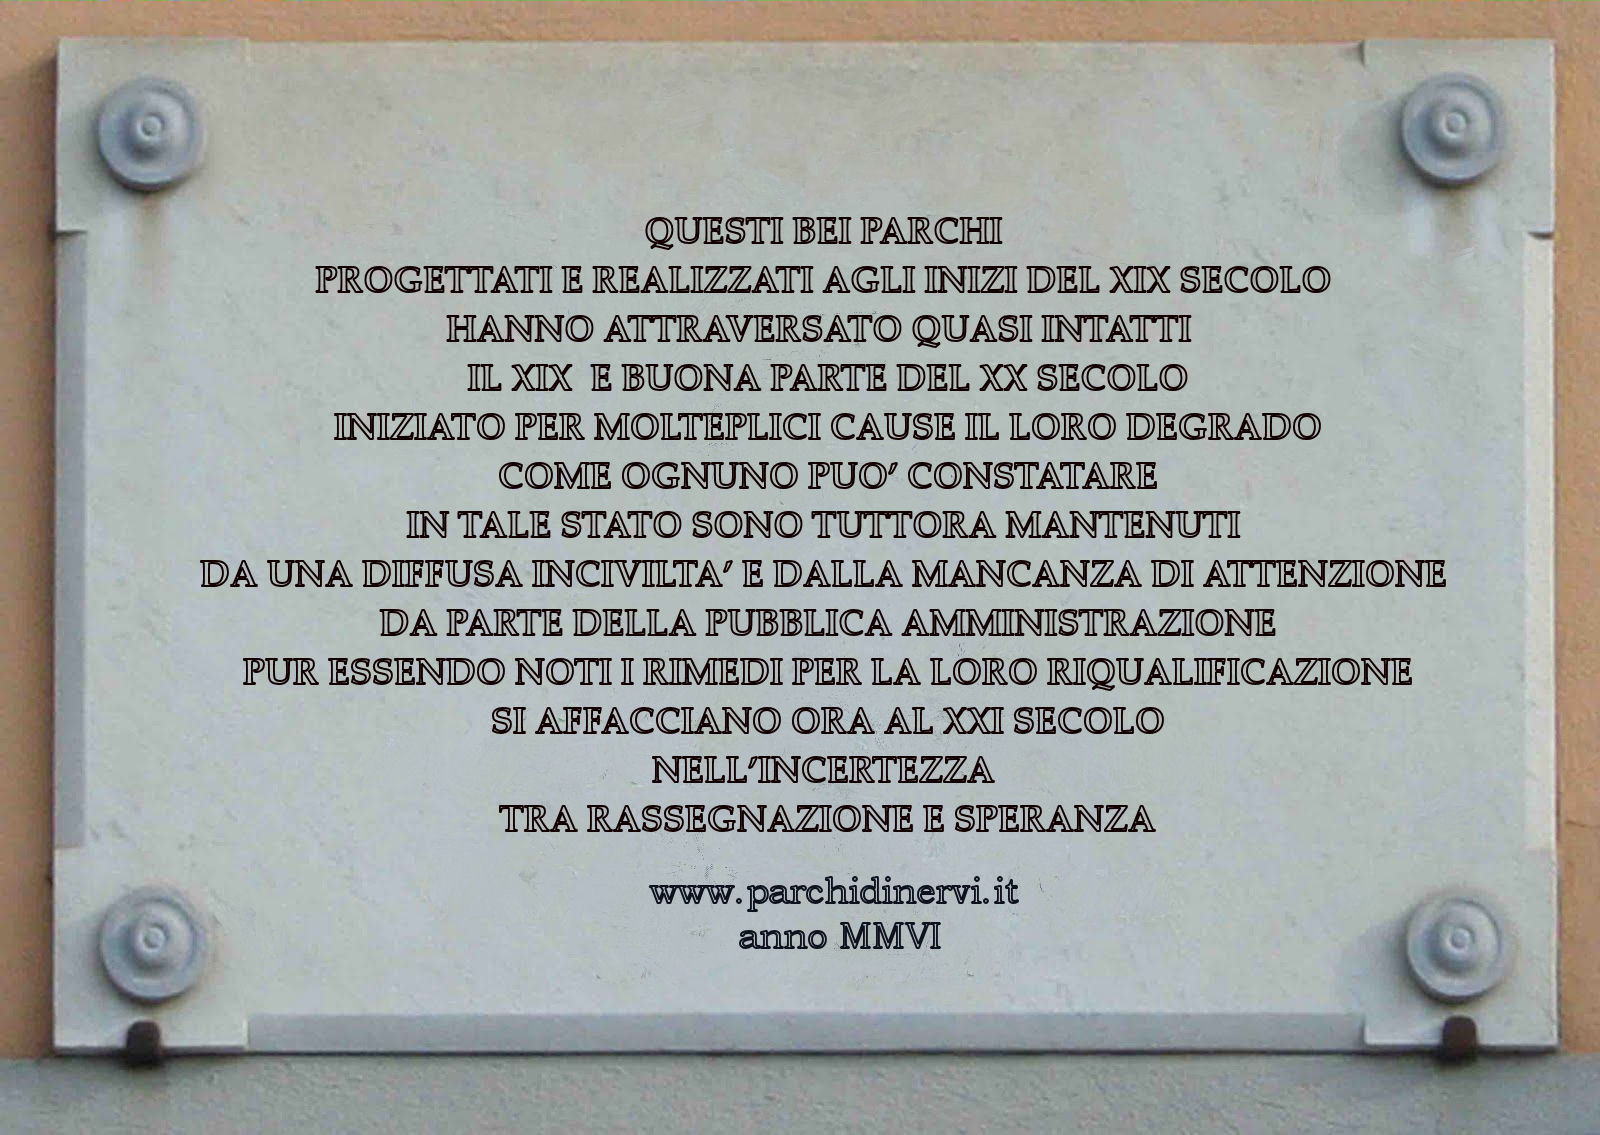 QUESTI BEI PARCHI
PROGETTATI E REALIZZATI AGLI INIZI DEL XIX SECOLO
HANNO ATTRAVERSATO QUASI INTATTI
IL XIX E BUONA PARTE DEL XX SECOLO
INIZIATO PER MOLTEPLICI CAUSE IL LORO DEGRADO
COME OGNUNO PUO' CONSTATARE
IN TALE STATO SONO TUTTORA MANTENUTI
DA UNA DIFFUSA INCIVILTA' E DALLA MANCANZA DI ATTENZIONE
DA PARTE DELLA PUBBLICA AMMINISTRAZIONE
PUR ESSENDO NOTI I RIMEDI PER LA LORO RIQUALIFICAZIONE
SI AFFACCIANO ORA AL XXI SECOLO
NELL'INCERTEZZA
TRA RASSEGNAZIONE E SPERANZA
www.parchidinervi.it
anno MMVI